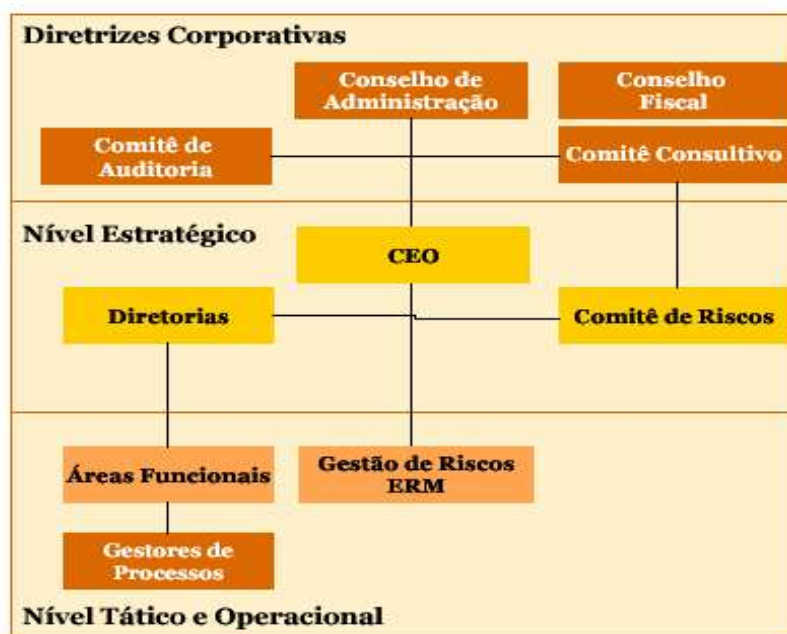 Diretrizes Corporativas
Conselho de
Administração
Conselho
Fiscal
Comitê de
Auditoria
Comitê Consultivo
Nível Estratégico
CEO
Diretorias
Comitê de Riscos
Áreas Funcionais
Gestão de Riscos
ERM
Gestores de
Processos
Nível Tático e Operacional